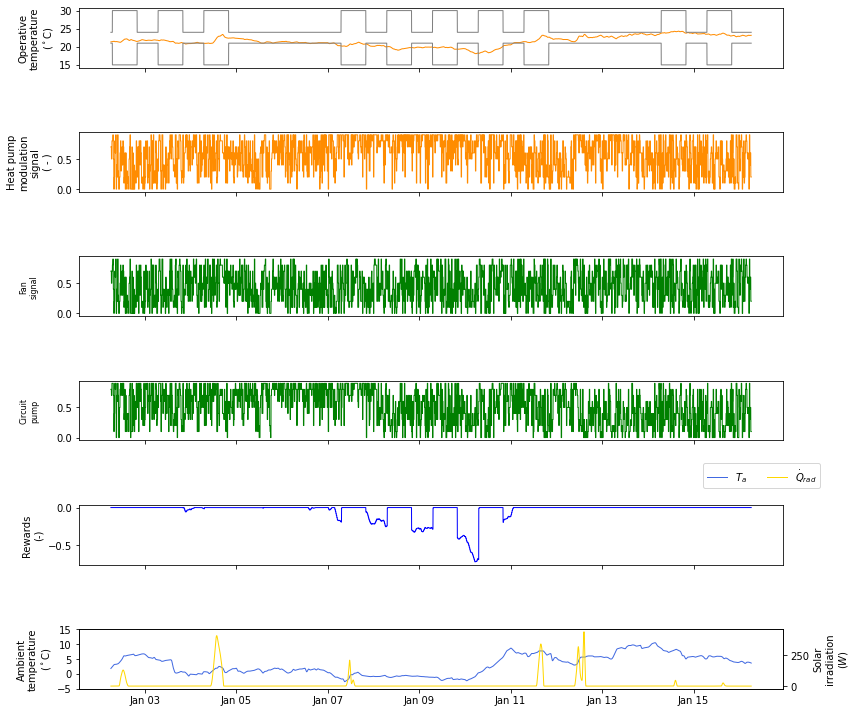 Operative
temperature
(°C)
30
25
20
15
Heat pump
modulation
signal
( - )
0.5
0.0
Fan
signal
0.5
0.0
Circuit
pump
0.5
0.0
T_a
Q̇_rad
Rewards
(-)
0.0
−0.5
Ambient
temperature
(°C)
15
10
5
0
−5
250
0
Solar
irradiation
(W)
Jan 03
Jan 05
Jan 07
Jan 09
Jan 11
Jan 13
Jan 15